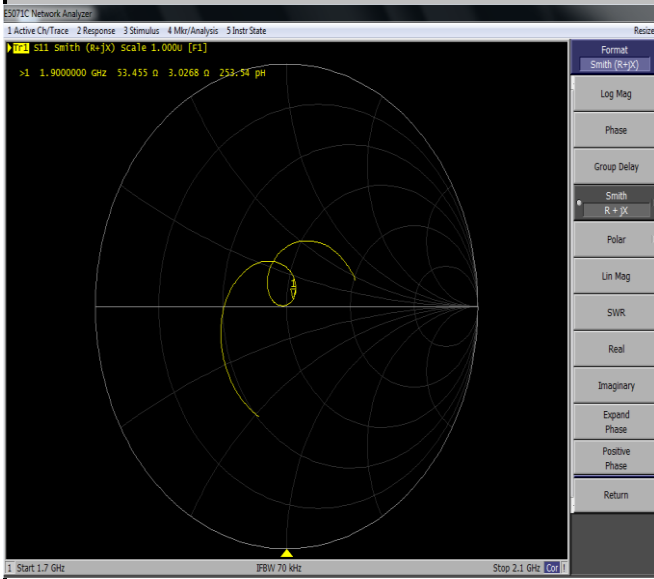 E5071C Network Analyzer
1 Active Ch/Trace 2 Response 3 Stimulus 4 Mkr/Analysis 5 Instr State Resize
Tr1 S11 Smith (R+jX) Scale 1.000U [F1]
>1 1.9000000 GHz 53.455 Ω 3.0268 Ω 253.54 pH
1
Format
Smith (R+jX)
Log Mag
Phase
Group Delay
Smith
R + jX
Polar
Lin Mag
SWR
Real
Imaginary
Expand
Phase
Positive
Phase
Return
1 Start 1.7 GHz IFBW 70 kHz Stop 2.1 GHz Cor !